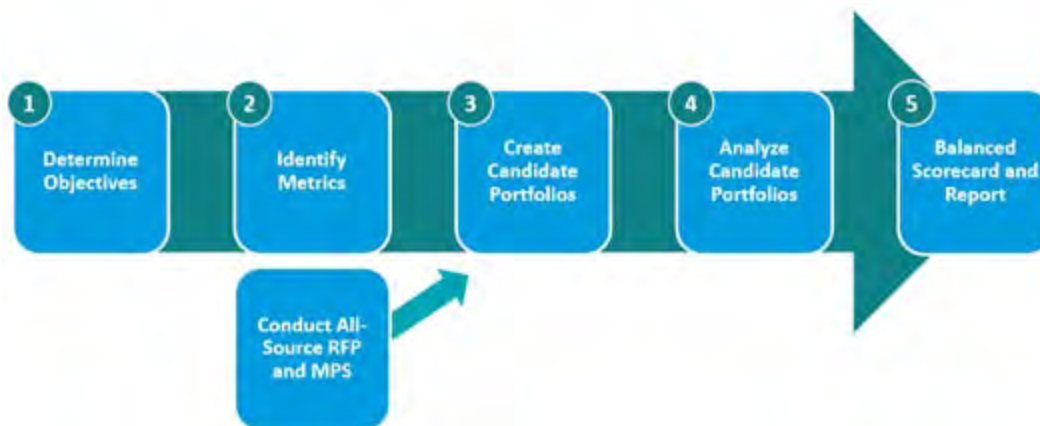 1
Determine
Objectives
2
Identify
Metrics
3
Create
Candidate
Portfolios
4
Analyze
Candidate
Portfolios
5
Balanced
Scorecard and
Report
Conduct All-
Source RFP
and MPS